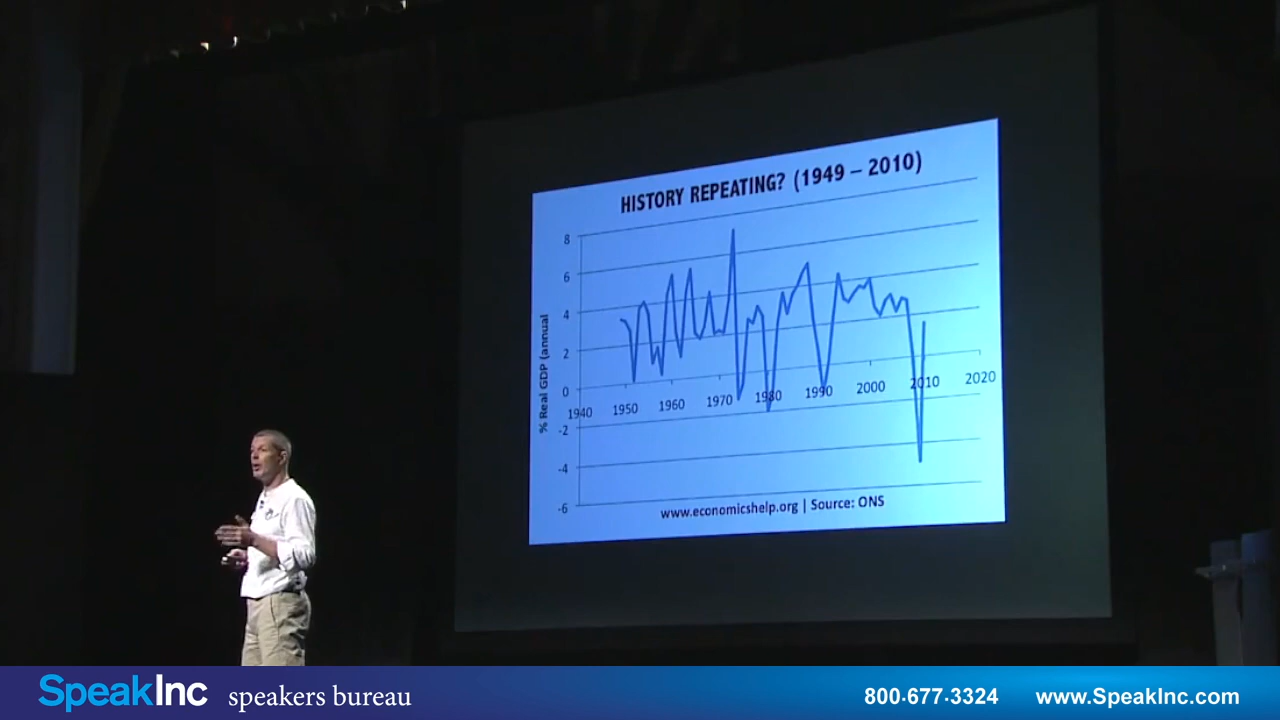 HISTORY REPEATING? (1949 – 2010)
8
6
4
2
0
-2
-4
-6
% Real GDP (annual
1940 1950 1960 1970 1980 1990 2000 2010 2020
www.economicshelp.org | Source: ONS
SpeakInc speakers bureau 800-677-3324 www.SpeakInc.com